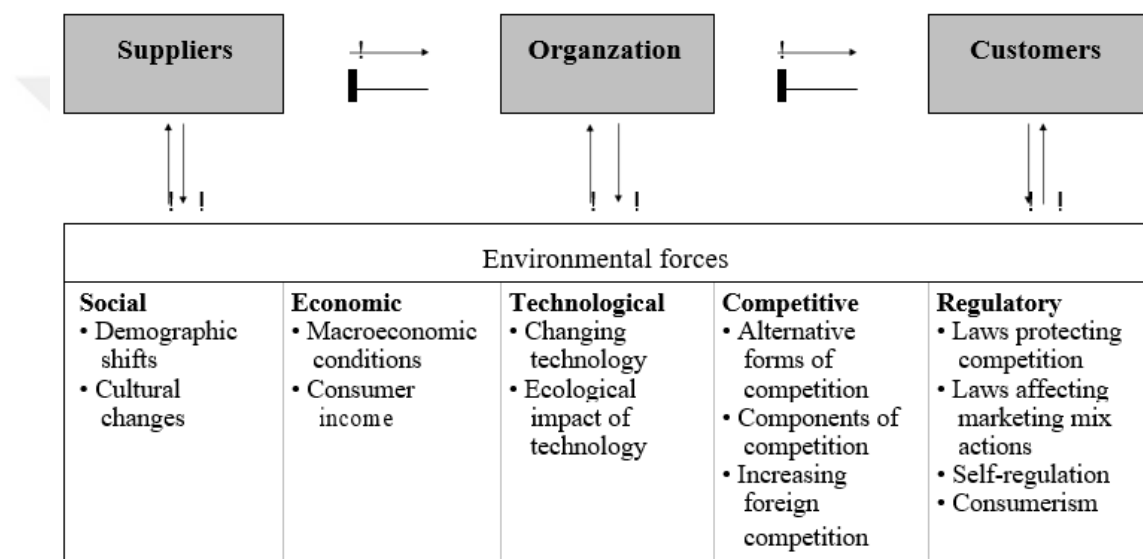 Suppliers
!
Organzation
!
Customers
! !
! !
! !
Environmental forces
Social
• Demographic
shifts
• Cultural
changes
Economic
• Macroeconomic
conditions
• Consumer
income
Technological
• Changing
technology
• Ecological
impact of
technology
Competitive
• Alternative
forms of
competition
• Components of
competition
• Increasing
foreign
competition
Regulatory
• Laws protecting
competition
• Laws affecting
marketing mix
actions
• Self-regulation
• Consumerism